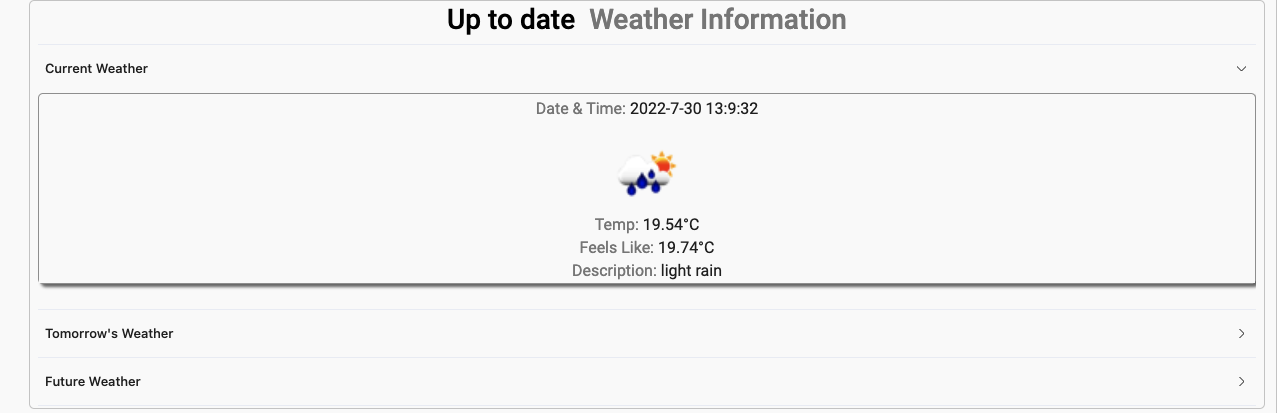 Up to date Weather Information
Current Weather
Date & Time: 2022-7-30 13:9:32
Temp: 19.54°C
Feels Like: 19.74°C
Description: light rain
Tomorrow's Weather
Future Weather